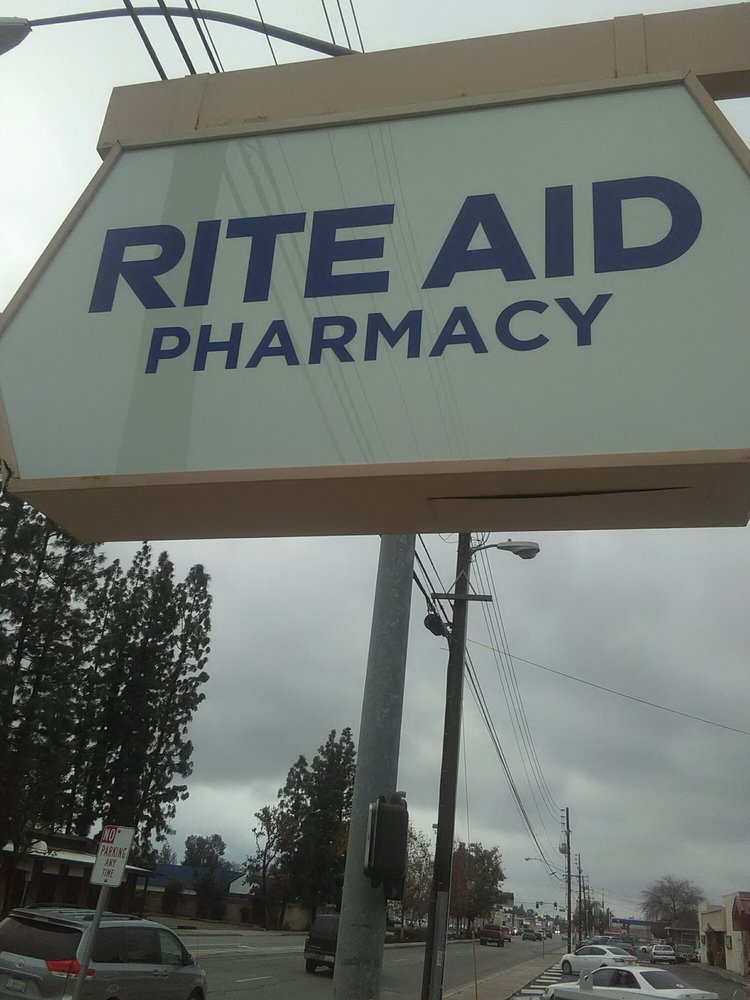 RITE AID
PHARMACY
NO
PARKING
ANY
TIME